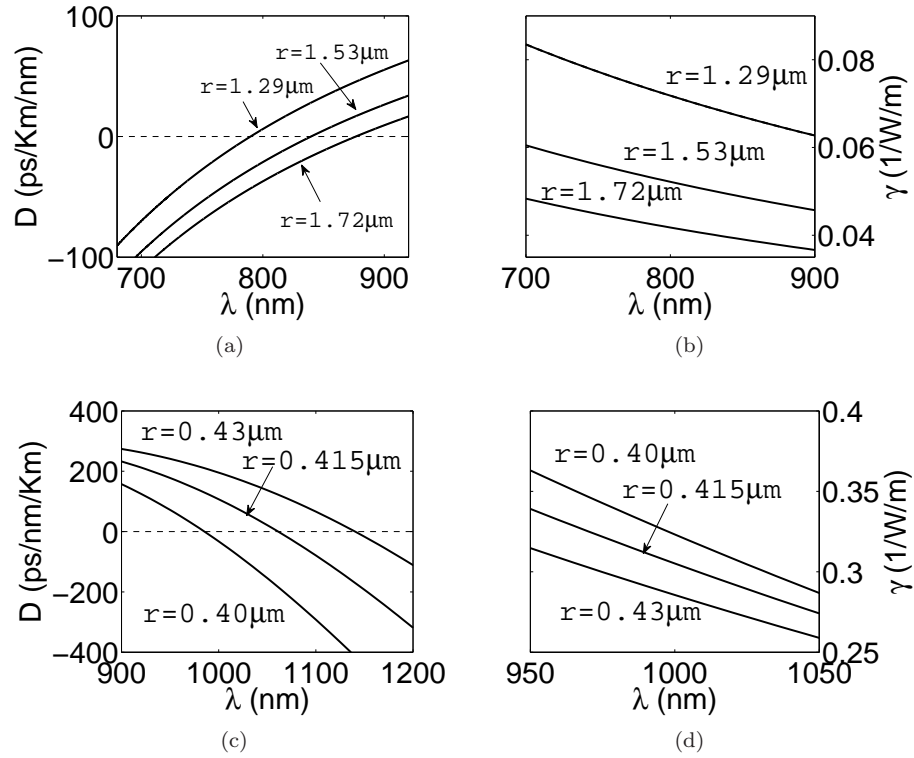 100
0
−100
D (ps/Km/nm)
r=1.53μm
r=1.29μm
r=1.72μm
700
800
900
λ (nm)
(a)
r=1.29μm
r=1.53μm
r=1.72μm
0.08
0.06
0.04
γ (1/W/m)
700
800
900
λ (nm)
(b)
400
200
0
−200
−400
D (ps/nm/Km)
r=0.43μm
r=0.415μm
r=0.40μm
900
1000
1100
1200
λ (nm)
(c)
r=0.40μm
r=0.415μm
r=0.43μm
0.4
0.35
0.3
0.25
γ (1/W/m)
950
1000
1050
λ (nm)
(d)